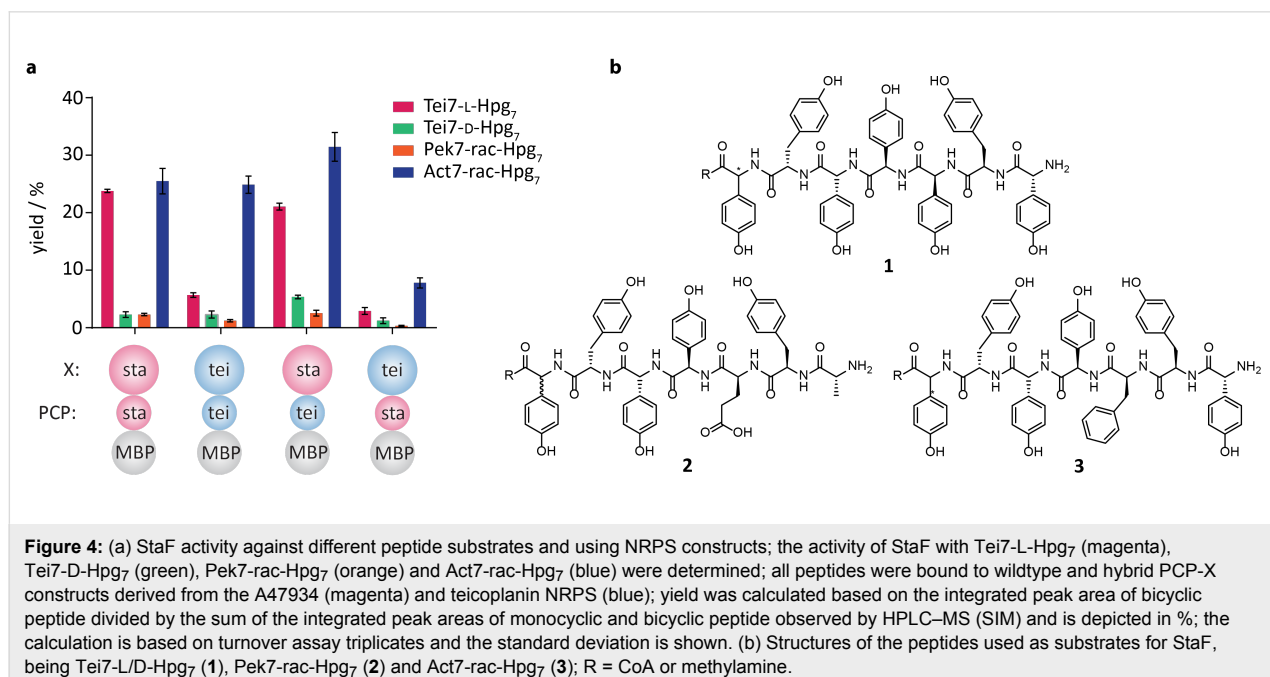 a
b
40
30
20
10
0
yield / %
Tei7-L-Hpg7
Tei7-D-Hpg7
Pek7-rac-Hpg7
Act7-rac-Hpg7
X:
sta
tei
sta
tei
PCP:
sta
tei
tei
sta
MBP
MBP
MBP
MBP
HO
OH
HO
O
H
N
O
N
H
O
H
N
O
N
H
O
H
N
O
N
H
O
NH2
R
*
OH
OH
OH
OH
1
HO
OH
HO
O
H
N
O
N
H
O
H
N
O
N
H
O
H
N
O
N
H
O
NH2
R
OH
OH
O
OH
2
HO
OH
HO
O
H
N
O
N
H
O
H
N
O
N
H
O
H
N
O
N
H
O
NH2
R
OH
OH
OH
3
Figure 4: (a) StaF activity against different peptide substrates and using NRPS constructs; the activity of StaF with Tei7-L-Hpg7 (magenta),
Tei7-D-Hpg7 (green), Pek7-rac-Hpg7 (orange) and Act7-rac-Hpg7 (blue) were determined; all peptides were bound to wildtype and hybrid PCP-X
constructs derived from the A47934 (magenta) and teicoplanin NRPS (blue); yield was calculated based on the integrated peak area of bicyclic
peptide divided by the sum of the integrated peak areas of monocyclic and bicyclic peptide observed by HPLC–MS (SIM) and is depicted in %; the
calculation is based on turnover assay triplicates and the standard deviation is shown. (b) Structures of the peptides used as substrates for StaF,
being Tei7-L/D-Hpg7 (1), Pek7-rac-Hpg7 (2) and Act7-rac-Hpg7 (3); R = CoA or methylamine.